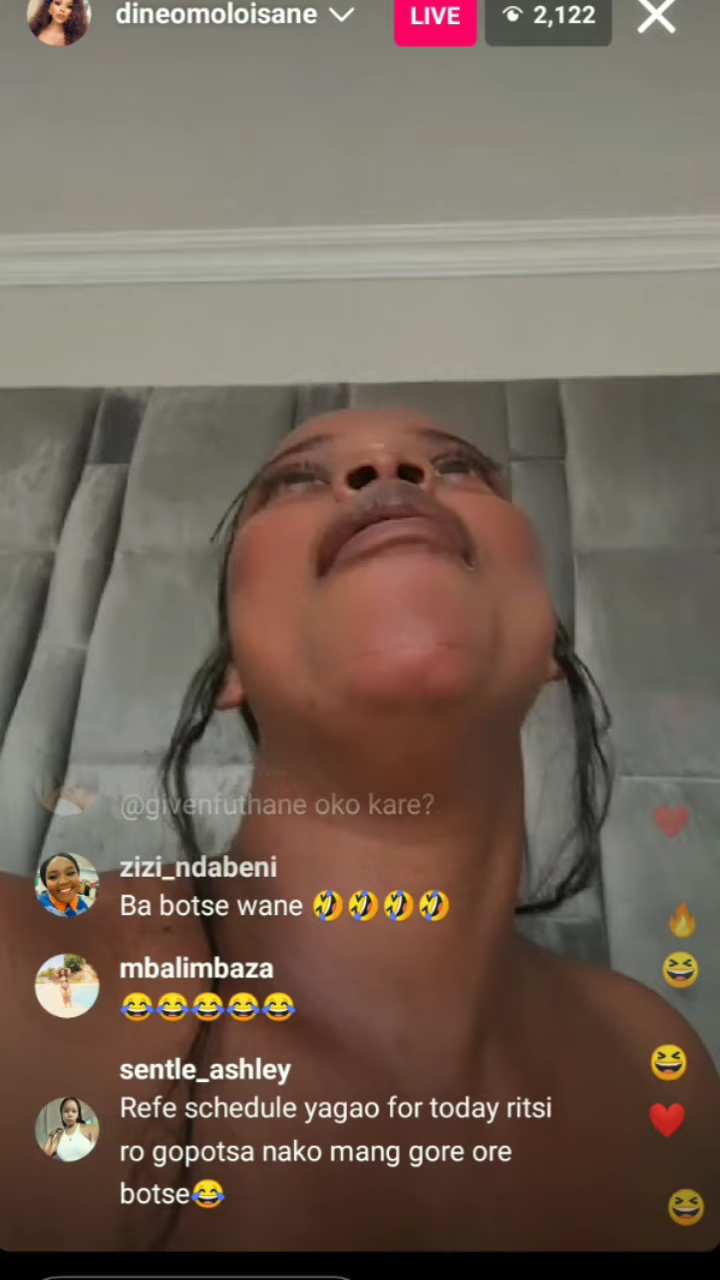 dineomoloisane
LIVE
2,122
@givenfuthane oko kare?
zizi_ndabeni
Ba botse wane 🤣🤣🤣🤣
mbalimbaza
😂😂😂😂😂
sentle_ashley
Refe schedule yagao for today ritsi
ro gopotsa nako mang gore ore
botse😂